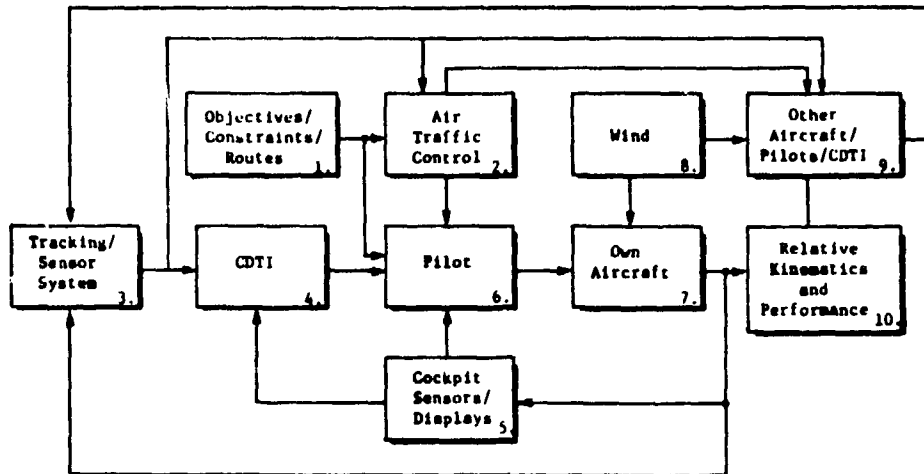 Objectives/
Constraints/
Routes
1.
Air
Traffic
Control
2.
Wind
8.
Other
Aircraft/
Pilots/CDTI
9.
Tracking/
Sensor
System
3.
CDTI
4.
Pilot
6.
Own
Aircraft
7.
Relative
Kinematics
and
Performance
10.
Cockpit
Sensors/
Displays
5.